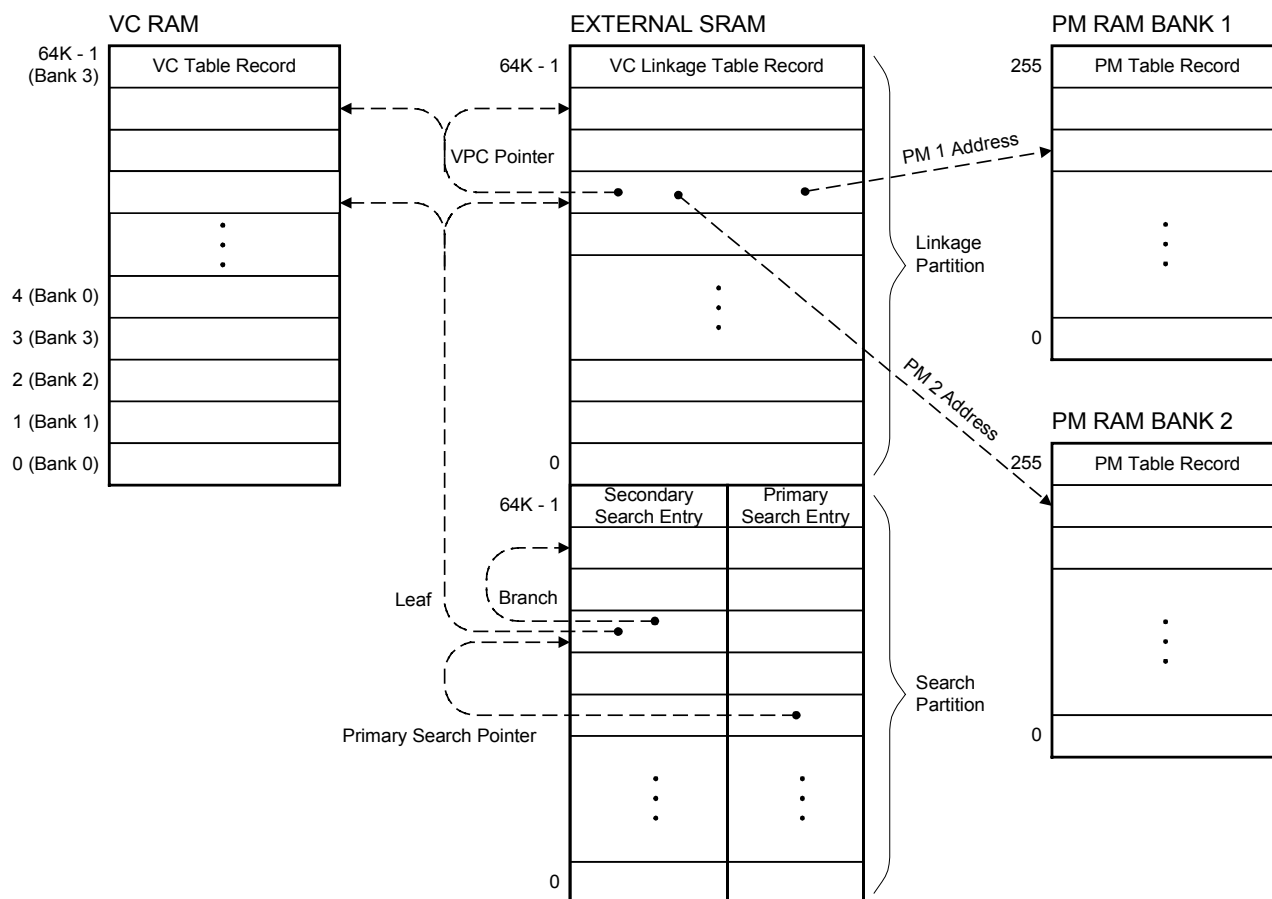 VC RAM
64K - 1
(Bank 3)
VC Table Record
4 (Bank 0)
3 (Bank 3)
2 (Bank 2)
1 (Bank 1)
0 (Bank 0)
EXTERNAL SRAM
64K - 1
VC Linkage Table Record
VPC Pointer
Linkage
Partition
0
64K - 1
Secondary
Search Entry
Primary
Search Entry
Leaf
Branch
Primary Search Pointer
Search
Partition
0
PM 1 Address
PM 2 Address
PM RAM BANK 1
255
PM Table Record
0
PM RAM BANK 2
255
PM Table Record
0